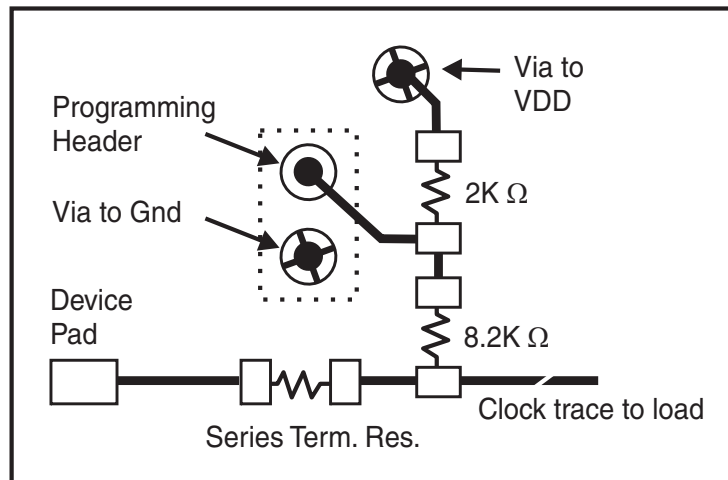 Via to
VDD
Programming
Header
2K Ω
Via to Gnd
Device
Pad
8.2K Ω
Clock trace to load
Series Term. Res.